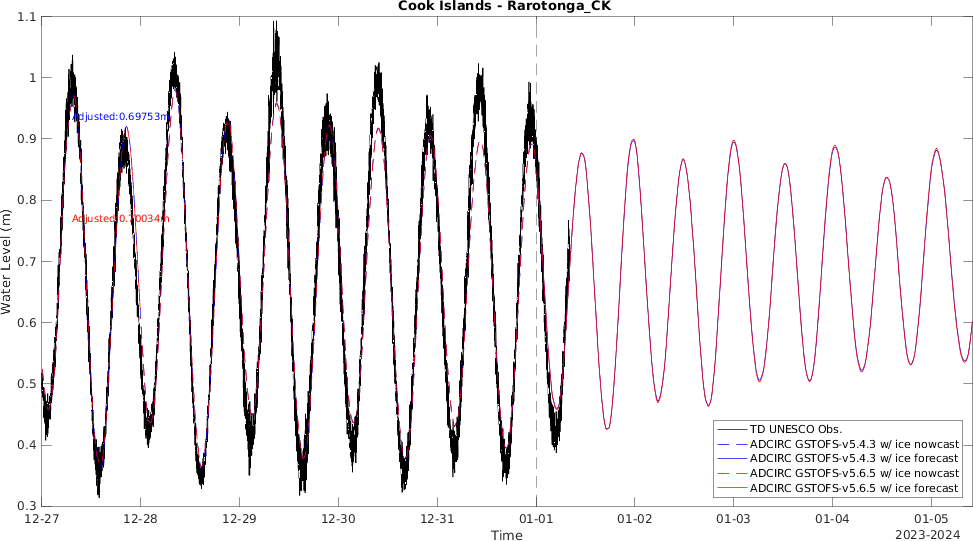 Cook Islands - Rarotonga_CK
1.1
1
0.9
0.8
0.7
0.6
0.5
0.4
0.3
Water Level (m)
Adjusted:0.69753m
Adjusted:0.70034m
TD UNESCO Obs.
ADCIRC GSTOFS-v5.4.3 w/ ice nowcast
ADCIRC GSTOFS-v5.4.3 w/ ice forecast
ADCIRC GSTOFS-v5.6.5 w/ ice nowcast
ADCIRC GSTOFS-v5.6.5 w/ ice forecast
12-27 12-28 12-29 12-30 12-31 01-01 01-02 01-03 01-04 01-05
Time
2023-2024